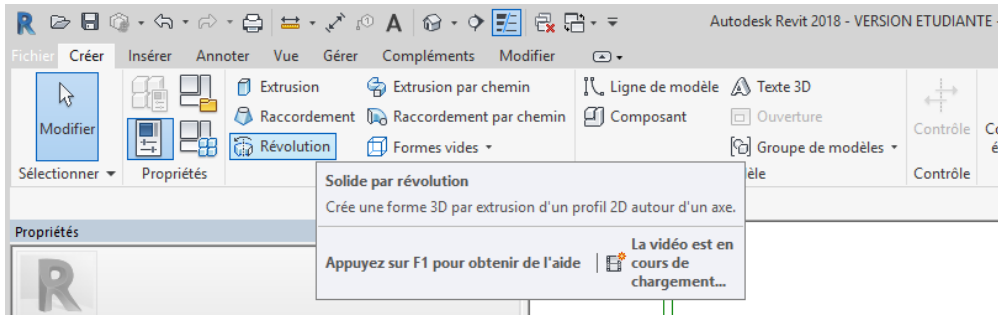 Autodesk Revit 2018 - VERSION ETUDIANTE -
Fichier Créer Insérer Annoter Vue Gérer Compléments Modifier
Modifier
Extrusion Extrusion par chemin Ligne de modèle Texte 3D
Raccordement Raccordement par chemin Composant Ouverture Contrôle
Révolution Formes vides Groupe de modèles
Sélectionner Propriétés Contrôle
Solide par révolution
Crée une forme 3D par extrusion d'un profil 2D autour d'un axe.
Propriétés
Appuyez sur F1 pour obtenir de l'aide
La vidéo est en
cours de
chargement...